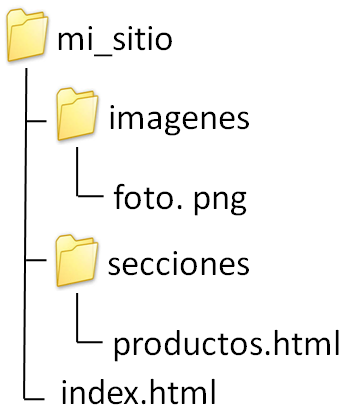 mi_sitio
imagenes
foto. png
secciones
productos.html
index.html